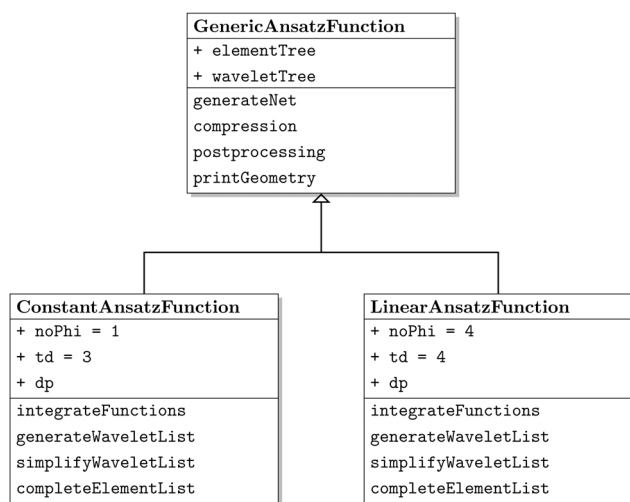 GenericAnsatzFunction
+ elementTree
+ waveletTree
generateNet
compression
postprocessing
printGeometry
ConstantAnsatzFunction
+ noPhi = 1
+ td = 3
+ dp
integrateFunctions
generateWaveletList
simplifyWaveletList
completeElementList
LinearAnsatzFunction
+ noPhi = 4
+ td = 4
+ dp
integrateFunctions
generateWaveletList
simplifyWaveletList
completeElementList